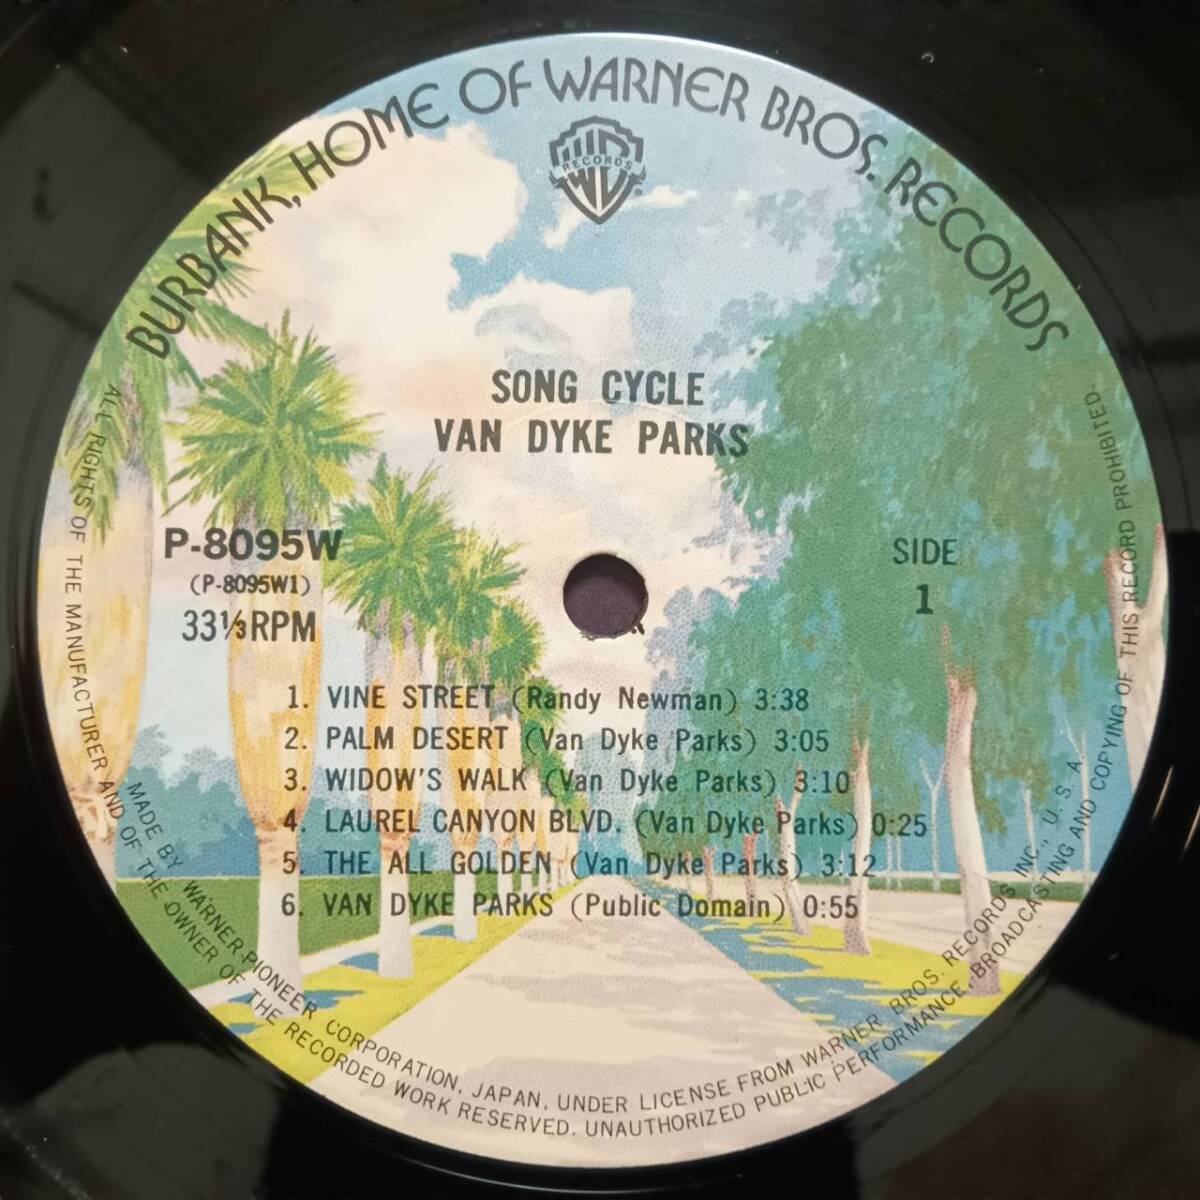 BURBANK, HOME OF WARNER BROS. RECORDS
WB
RECORDS
®
SONG CYCLE
VAN DYKE PARKS
P-8095W
(P-8095W1)
33⅓RPM
SIDE
1
1. VINE STREET (Randy Newman) 3:38
2. PALM DESERT (Van Dyke Parks) 3:05
3. WIDOW'S WALK (Van Dyke Parks) 3:10
4. LAUREL CANYON BLVD. (Van Dyke Parks) 0:25
5. THE ALL GOLDEN (Van Dyke Parks) 3:12
6. VAN DYKE PARKS (Public Domain) 0:55
MADE BY WARNER-PIONEER CORPORATION, JAPAN, UNDER LICENSE FROM WARNER BROS. RECORDS INC., U. S. A.
ALL RIGHTS OF THE MANUFACTURER AND OF THE OWNER OF THE RECORDED WORK RESERVED. UNAUTHORIZED PUBLIC PERFORMANCE, BROADCASTING AND COPYING OF THIS RECORD PROHIBITED.